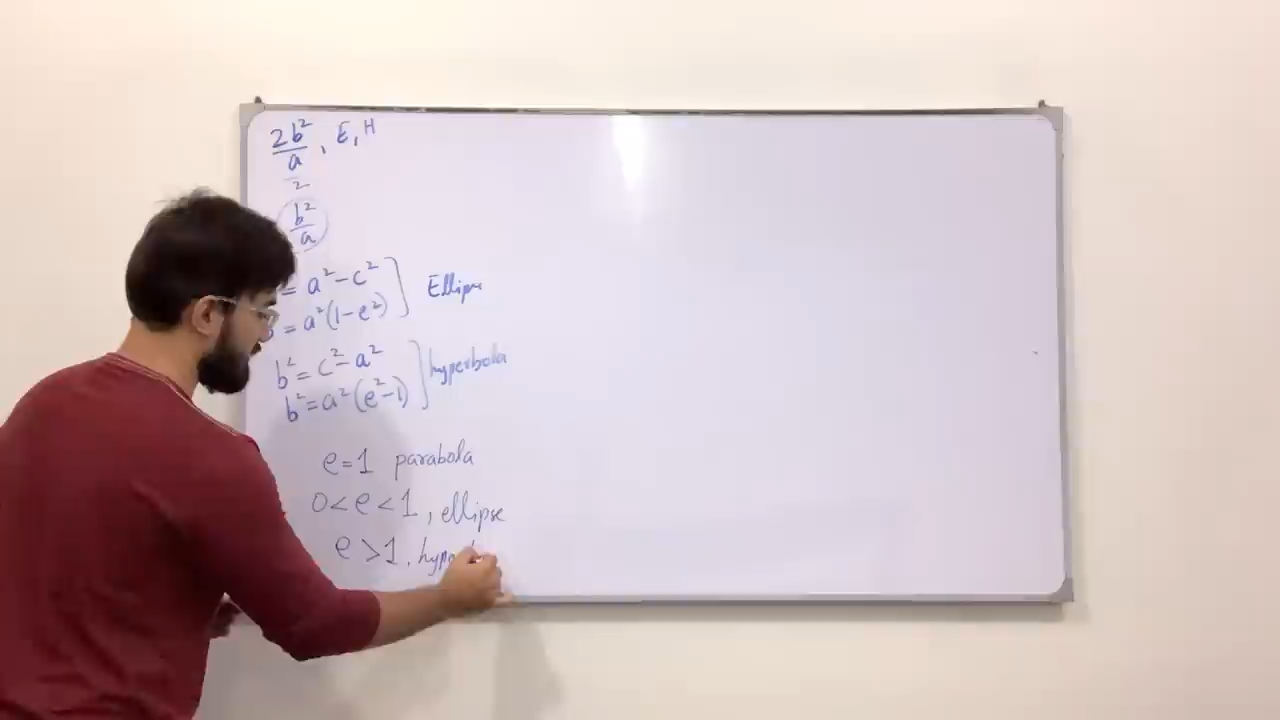 2b²/a, E, H
2
b²/a
= a² - c²
= a²(1 - e²)
Ellipse
b² = c² - a²
b² = a²(e² - 1)
hyperbola
e = 1 parabola
0 < e < 1, ellipse
e > 1,